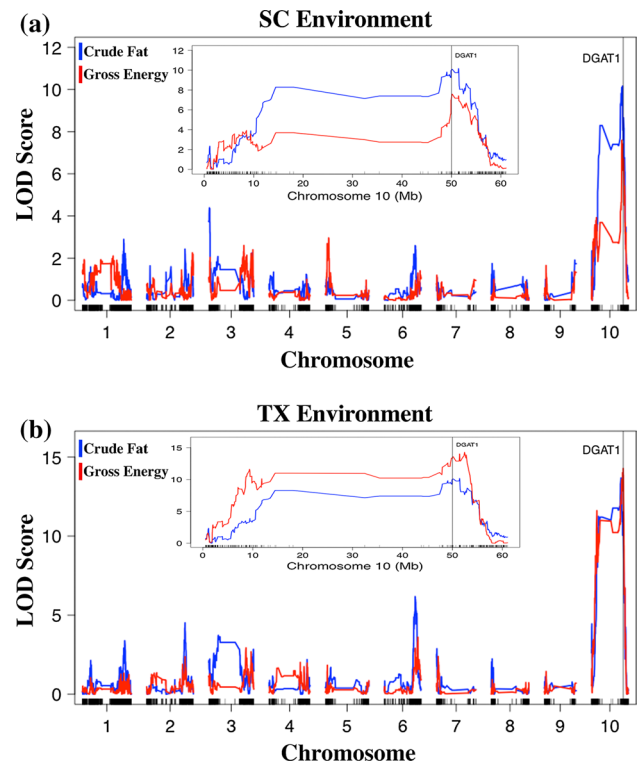 (a) SC Environment
Crude Fat
Gross Energy
DGAT1
DGAT1
LOD Score
12
10
8
6
4
2
0
12
10
8
6
4
2
0
0 10 20 30 40 50 60
Chromosome 10 (Mb)
1 2 3 4 5 6 7 8 9 10
Chromosome
(b) TX Environment
Crude Fat
Gross Energy
DGAT1
DGAT1
LOD Score
15
10
5
0
15
10
5
0
0 10 20 30 40 50 60
Chromosome 10 (Mb)
1 2 3 4 5 6 7 8 9 10
Chromosome